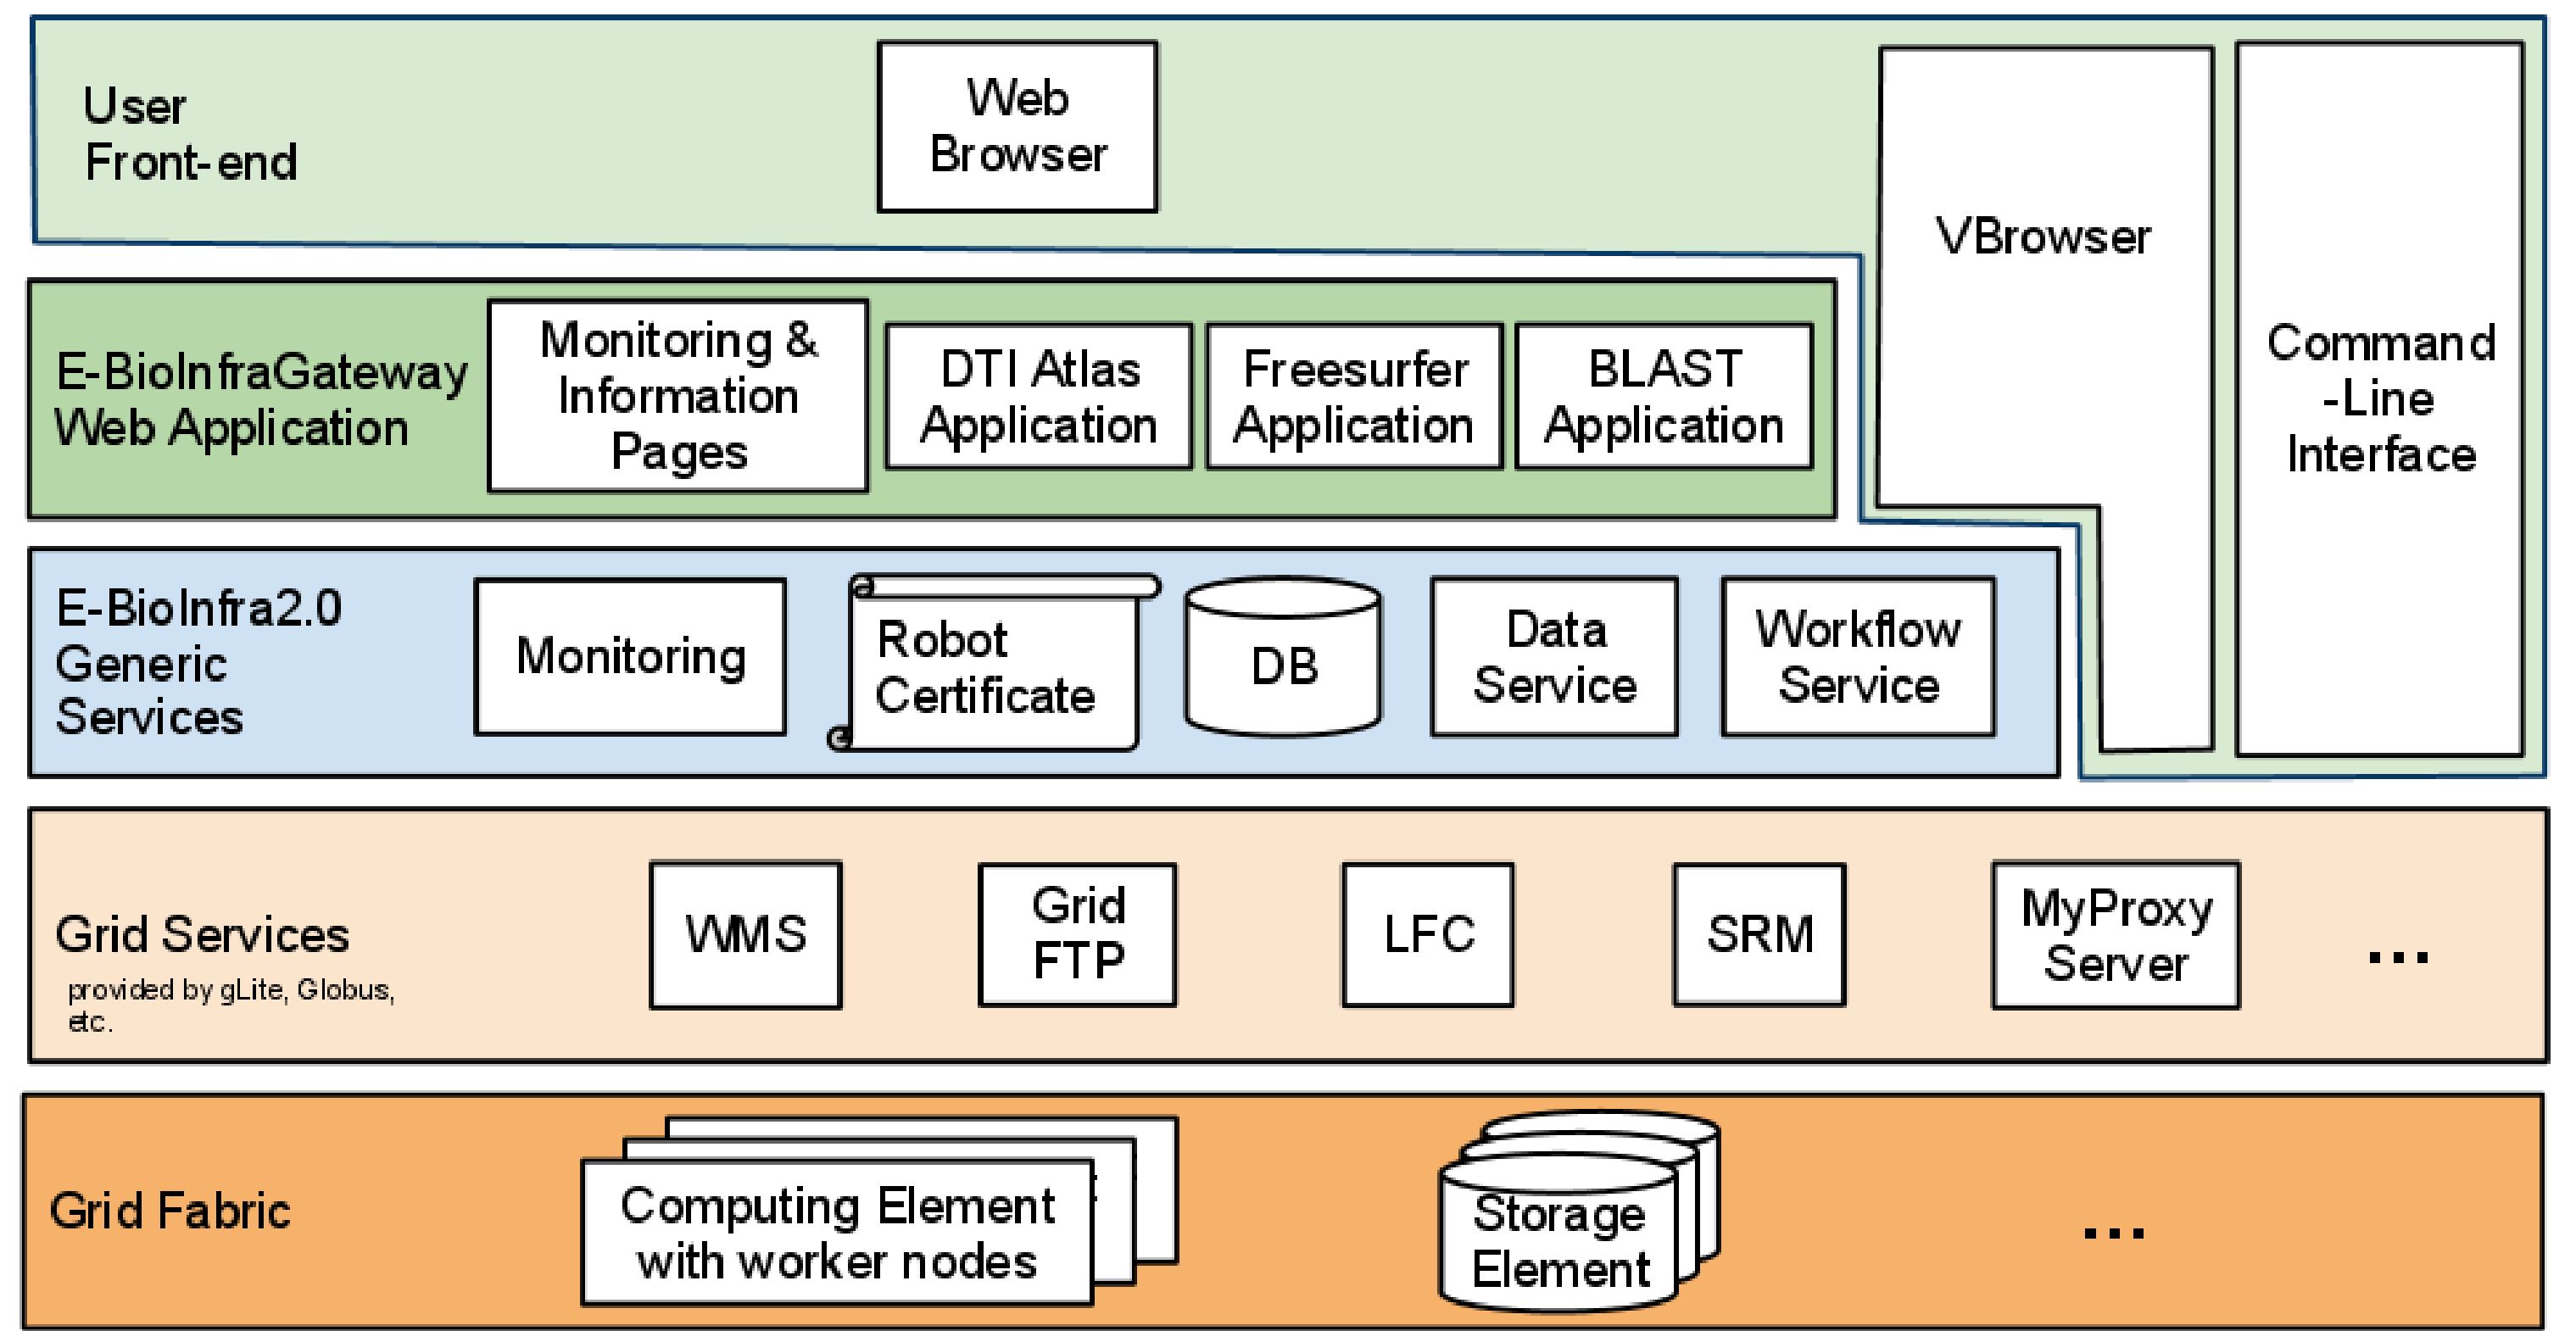 User
Front-end
Web
Browser
VBrowser
Command
-Line
Interface
E-BioInfraGateway
Web Application
Monitoring &
Information
Pages
DTI Atlas
Application
Freesurfer
Application
BLAST
Application
E-BioInfra2.0
Generic
Services
Monitoring
Robot
Certificate
DB
Data
Service
Workflow
Service
Grid Services
provided by gLite, Globus,
etc.
WMS
Grid
FTP
LFC
SRM
MyProxy
Server
...
Grid Fabric
Computing Element
with worker nodes
Storage
Element
...